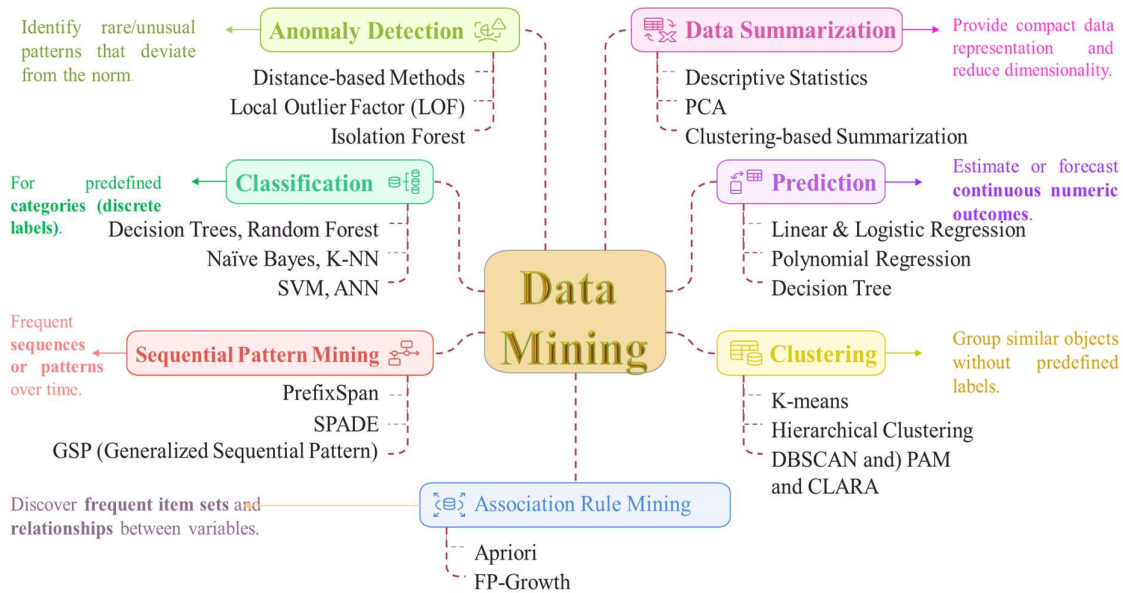 Data
Mining
Anomaly Detection
Identify rare/unusual
patterns that deviate
from the norm.
Distance-based Methods
Local Outlier Factor (LOF)
Isolation Forest
Data Summarization
Provide compact data
representation and
reduce dimensionality.
Descriptive Statistics
PCA
Clustering-based Summarization
Classification
For predefined
categories (discrete
labels).
Decision Trees, Random Forest
Naïve Bayes, K-NN
SVM, ANN
Prediction
Estimate or forecast
continuous numeric
outcomes.
Linear & Logistic Regression
Polynomial Regression
Decision Tree
Sequential Pattern Mining
Frequent
sequences
or patterns
over time.
PrefixSpan
SPADE
GSP (Generalized Sequential Pattern)
Clustering
Group similar objects
without predefined
labels.
K-means
Hierarchical Clustering
DBSCAN and) PAM
and CLARA
Association Rule Mining
Discover frequent item sets and
relationships between variables.
Apriori
FP-Growth